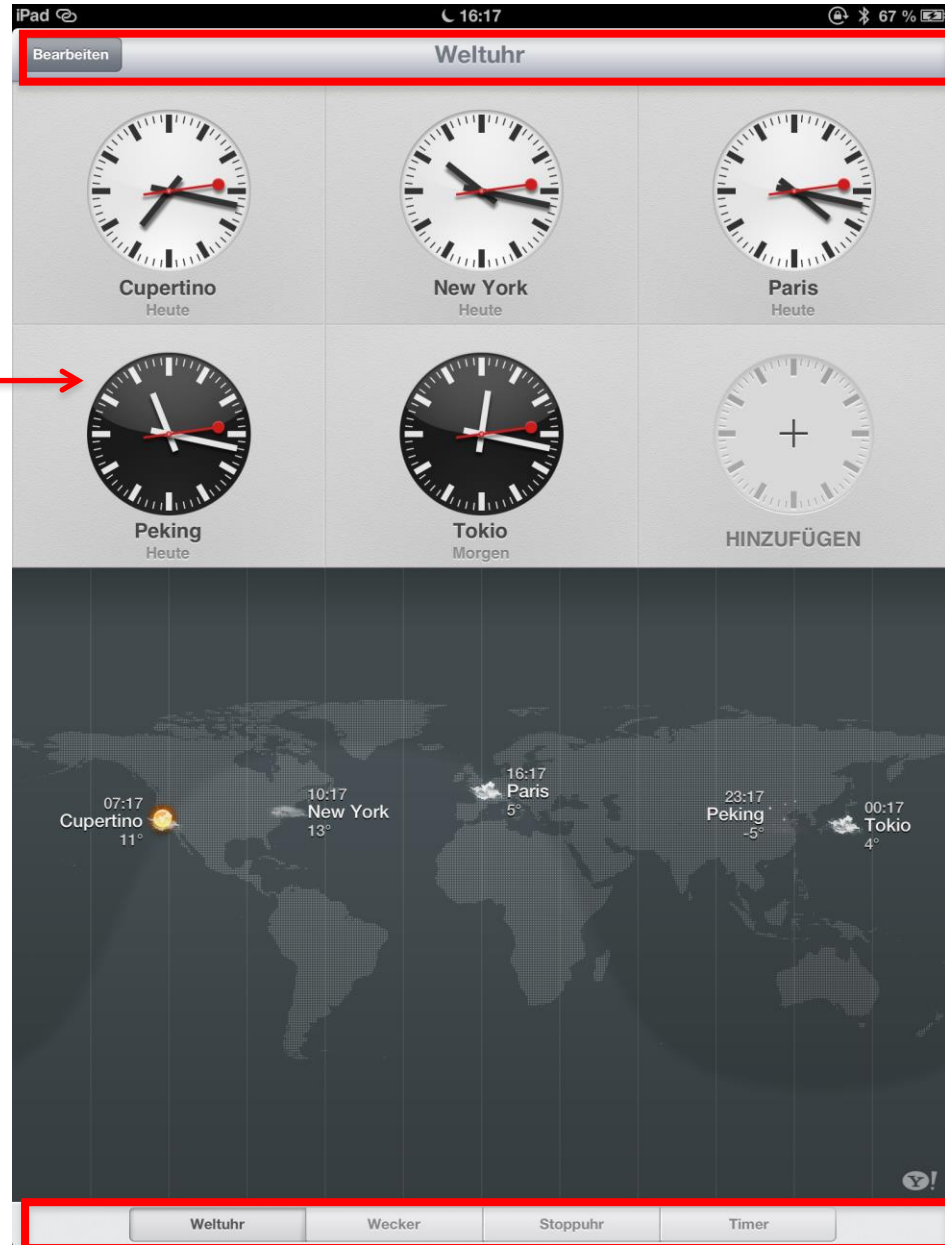 iPad 16:17 67 %
Bearbeiten Weltuhr
Cupertino New York Paris
Heute Heute Heute
Peking Tokio HINZUFÜGEN
Heute Morgen
16:17
Paris
5°
07:17
Cupertino
11°
10:17
New York
13°
23:17
Peking
-5°
00:17
Tokio
4°
Y!
Weltuhr Wecker Stoppuhr Timer